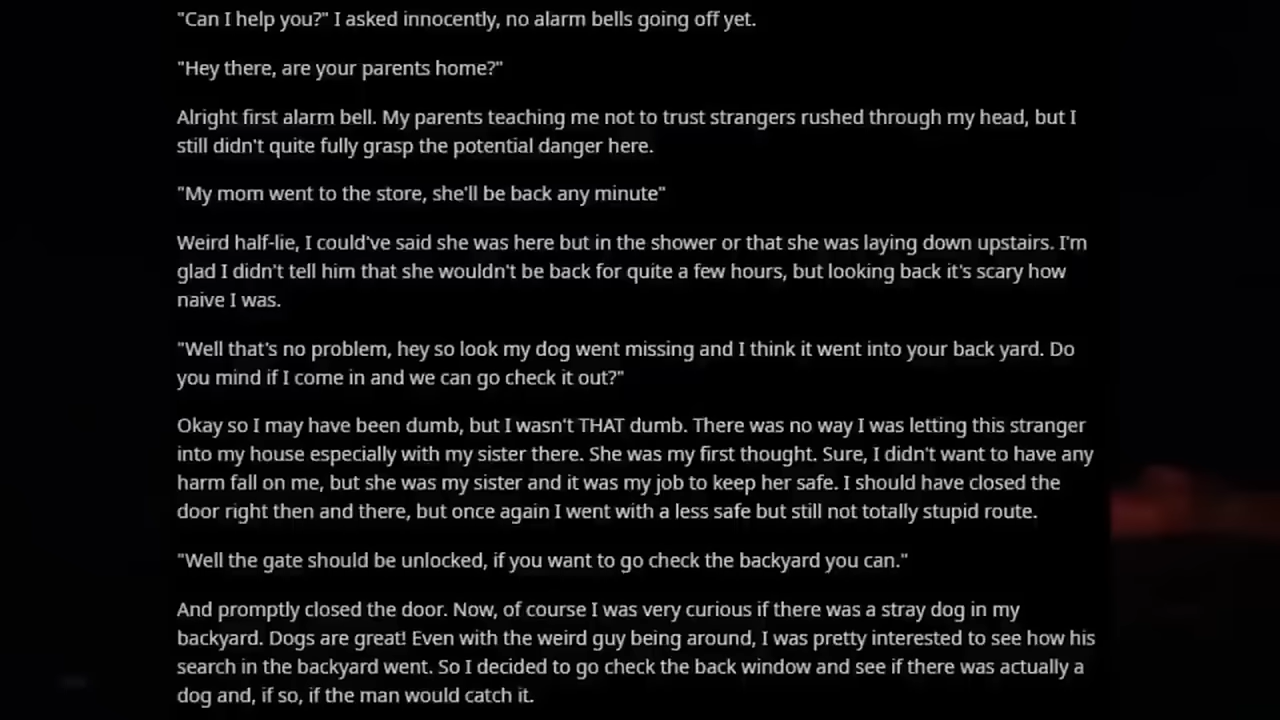 "Can I help you?" I asked innocently, no alarm bells going off yet.
"Hey there, are your parents home?"
Alright first alarm bell. My parents teaching me not to trust strangers rushed through my head, but I
still didn't quite fully grasp the potential danger here.
"My mom went to the store, she'll be back any minute"
Weird half-lie, I could've said she was here but in the shower or that she was laying down upstairs. I'm
glad I didn't tell him that she wouldn't be back for quite a few hours, but looking back it's scary how
naive I was.
"Well that's no problem, hey so look my dog went missing and I think it went into your back yard. Do
you mind if I come in and we can go check it out?"
Okay so I may have been dumb, but I wasn't THAT dumb. There was no way I was letting this stranger
into my house especially with my sister there. She was my first thought. Sure, I didn't want to have any
harm fall on me, but she was my sister and it was my job to keep her safe. I should have closed the
door right then and there, but once again I went with a less safe but still not totally stupid route.
"Well the gate should be unlocked, if you want to go check the backyard you can."
And promptly closed the door. Now, of course I was very curious if there was a stray dog in my
backyard. Dogs are great! Even with the weird guy being around, I was pretty interested to see how his
search in the backyard went. So I decided to go check the back window and see if there was actually a
dog and, if so, if the man would catch it.